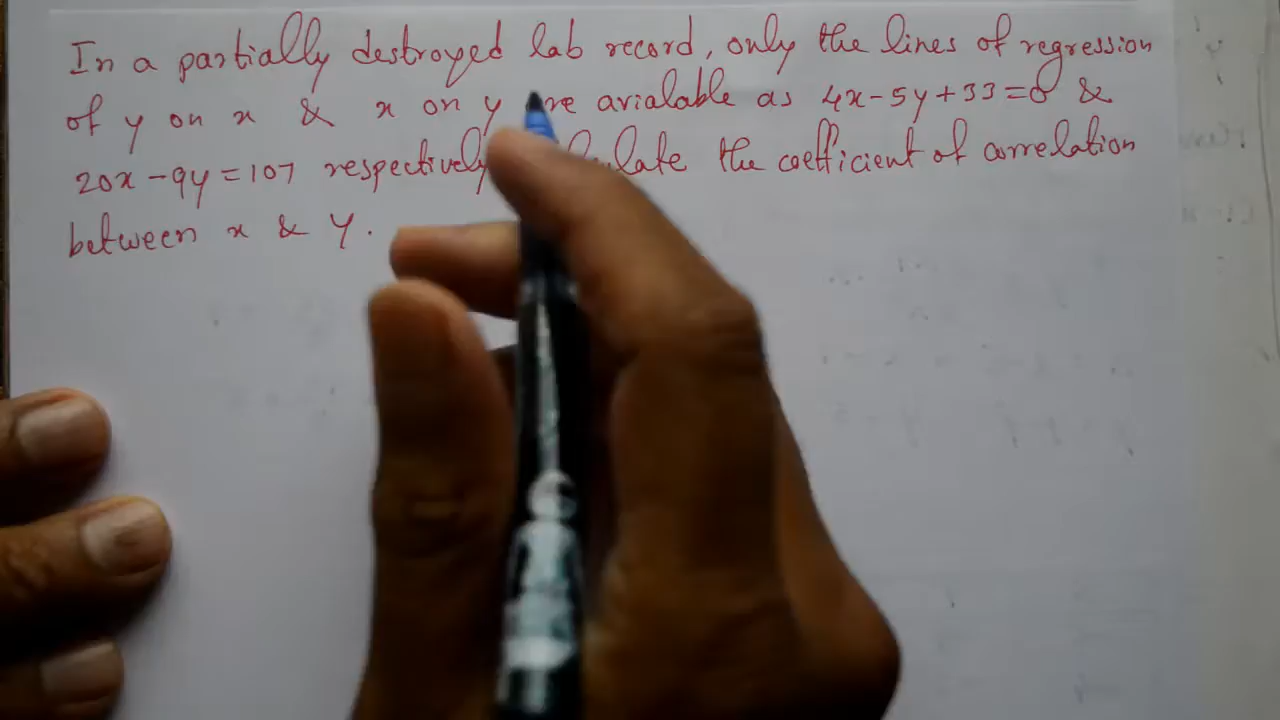 In a partially destroyed lab record, only the lines of regression
of y on x & x on y are avialable as 4x-5y+33=0 &
20x-9y=107 respectively the coefficient of correlation
between x & y.